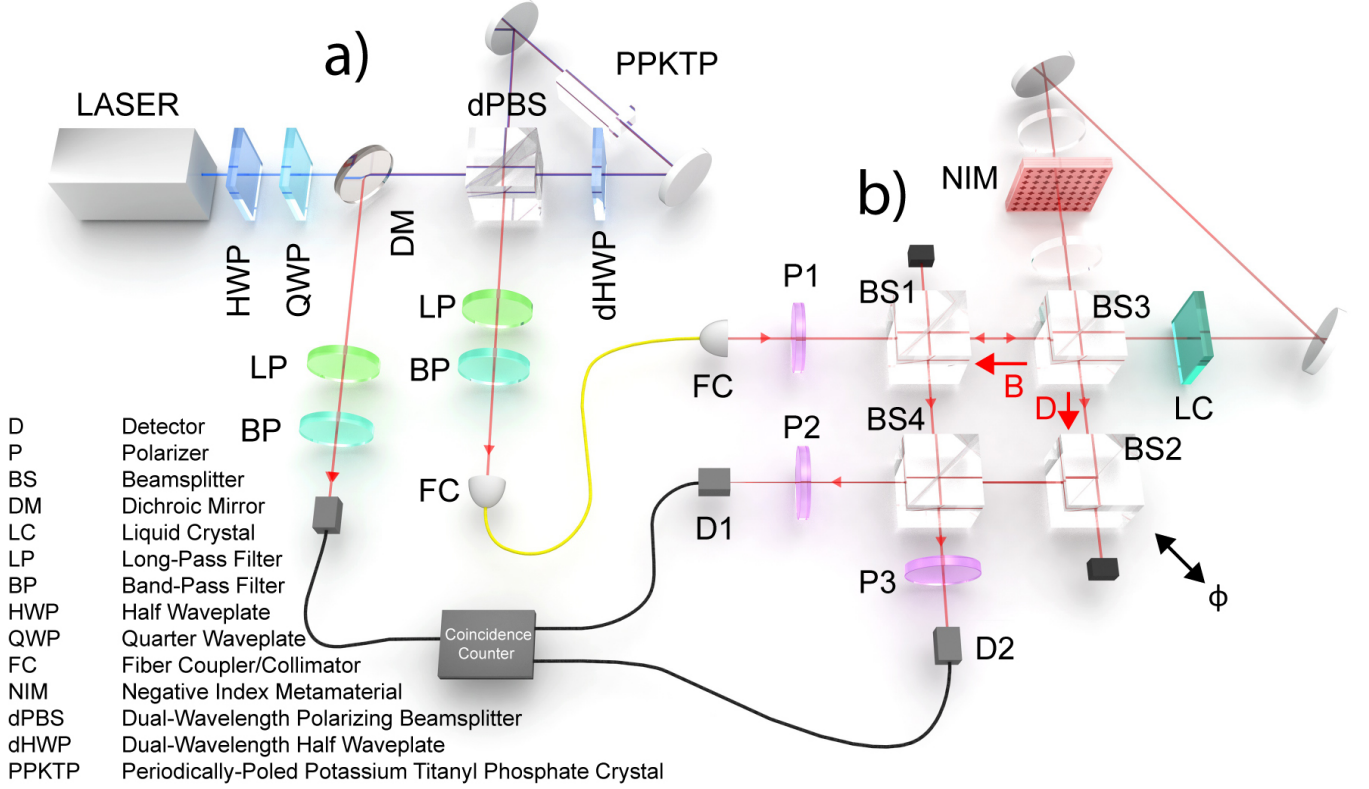 a)
LASER
HWP
QWP
DM
dPBS
PPKTP
dHWP
LP
BP
LP
BP
FC
FC
b)
NIM
P1
BS1
BS3
B
D
LC
BS4
BS2
P2
D1
P3
D2
ϕ
Coincidence
Counter
D Detector
P Polarizer
BS Beamsplitter
DM Dichroic Mirror
LC Liquid Crystal
LP Long-Pass Filter
BP Band-Pass Filter
HWP Half Waveplate
QWP Quarter Waveplate
FC Fiber Coupler/Collimator
NIM Negative Index Metamaterial
dPBS Dual-Wavelength Polarizing Beamsplitter
dHWP Dual-Wavelength Half Waveplate
PPKTP Periodically-Poled Potassium Titanyl Phosphate Crystal